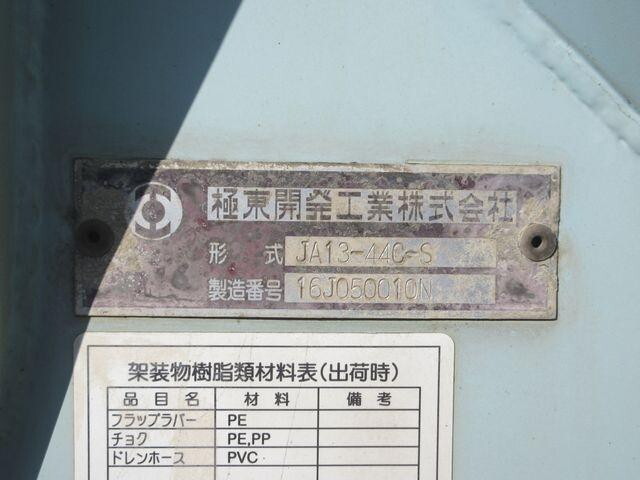 極東開発工業株式会社
形式 JA13-44C-S
製造番号 16J050010N
架装物樹脂類材料表(出荷時)
品目名 材料 備考
フラップラバー PE
チョク PE,PP
ドレンホース PVC